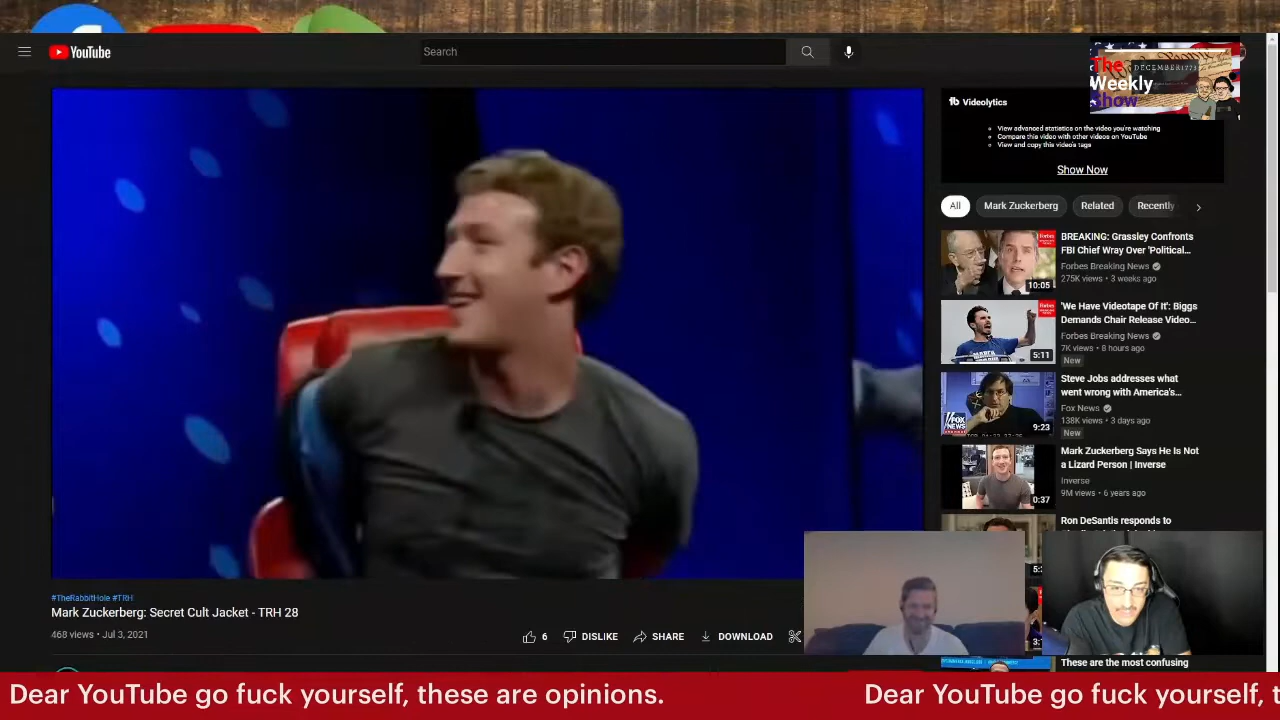 YouTube
Search
The
Weekly
Show
DECEMBER1773
Videolytics
View advanced statistics on the video you're watching
Compare this video with other videos on YouTube
View and copy this video's tags
Show Now
All
Mark Zuckerberg
Related
Recently
BREAKING: Grassley Confronts
FBI Chief Wray Over 'Political...
Forbes Breaking News
275K views • 3 weeks ago
10:05
'We Have Videotape Of It': Biggs
Demands Chair Release Video...
Forbes Breaking News
7K views • 8 hours ago
New
5:11
Steve Jobs addresses what
went wrong with America's...
Fox News
138K views • 3 days ago
New
FOX
NEWS
9:23
Mark Zuckerberg Says He Is Not
a Lizard Person | Inverse
Inverse
9M views • 6 years ago
0:37
Ron DeSantis responds to
These are the most confusing
#TheRabbitHole #TRH
Mark Zuckerberg: Secret Cult Jacket - TRH 28
468 views • Jul 3, 2021
6
DISLIKE
SHARE
DOWNLOAD
Dear YouTube go fuck yourself, these are opinions.
Dear YouTube go fuck yourself, t